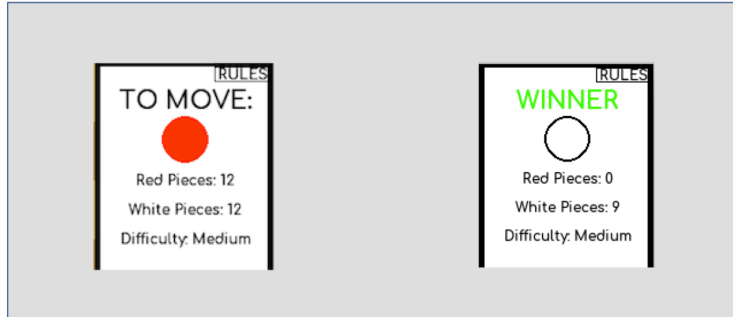 RULES
TO MOVE:
Red Pieces: 12
White Pieces: 12
Difficulty: Medium
RULES
WINNER
Red Pieces: 0
White Pieces: 9
Difficulty: Medium